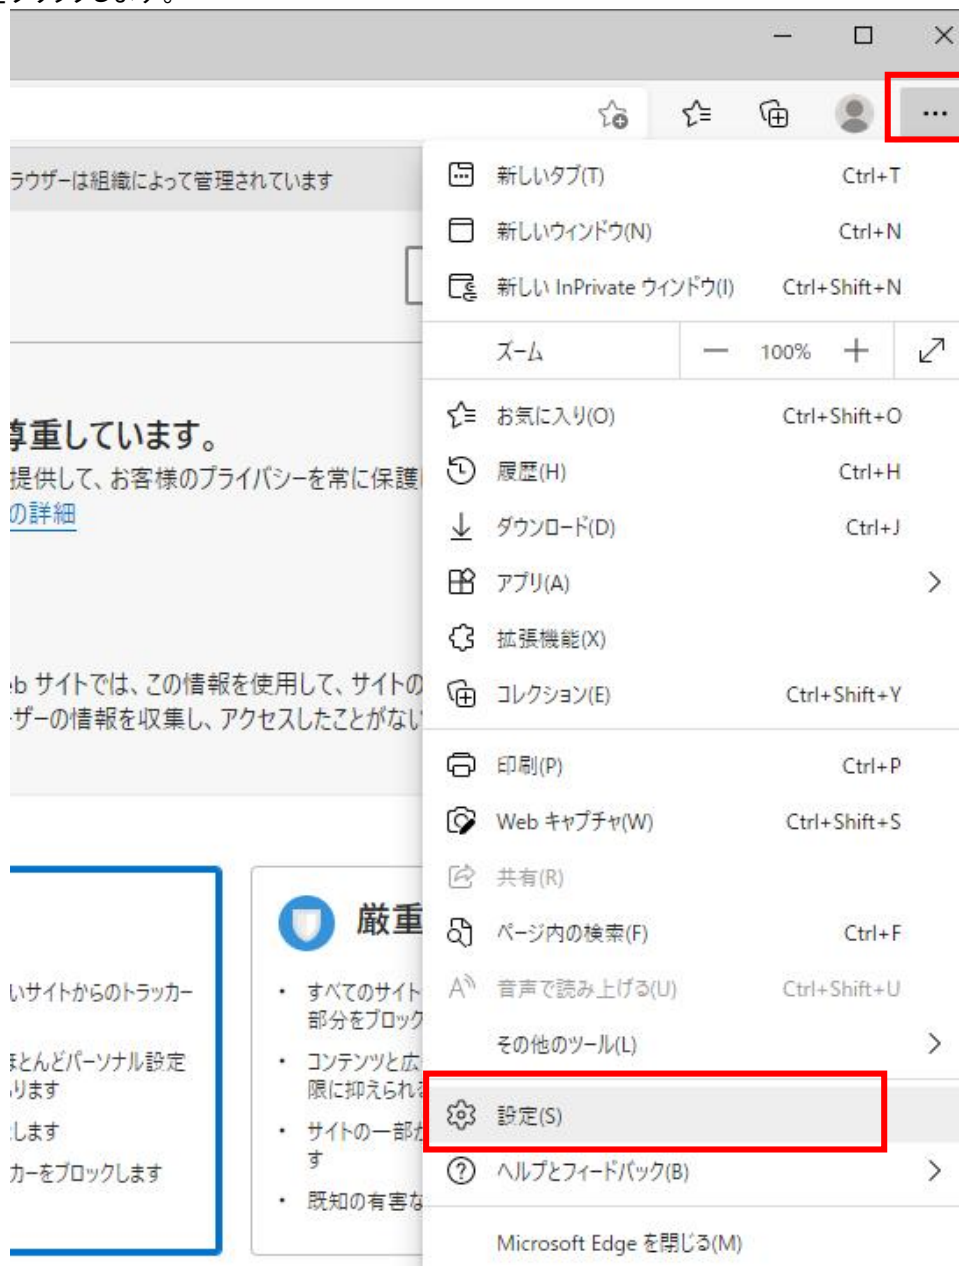 クリックします。
ラウザーは組織によって管理されています
新しいタブ(T) Ctrl+T
新しいウィンドウ(N) Ctrl+N
新しい InPrivate ウィンドウ(I) Ctrl+Shift+N
ズーム 100%
お気に入り(O) Ctrl+Shift+O
履歴(H) Ctrl+H
ダウンロード(D) Ctrl+J
アプリ(A)
拡張機能(X)
コレクション(E) Ctrl+Shift+Y
印刷(P) Ctrl+P
Web キャプチャ(W) Ctrl+Shift+S
共有(R)
ページ内の検索(F) Ctrl+F
音声で読み上げる(U) Ctrl+Shift+U
その他のツール(L)
設定(S)
ヘルプとフィードバック(B)
Microsoft Edge を閉じる(M)
尊重しています。
提供して、お客様のプライバシーを常に保護
の詳細
eb サイトでは、この情報を使用して、サイトの
ーザーの情報を収集し、アクセスしたことがない
いサイトからのトラッカー
ほとんどパーソナル設定
ります
します
カーをブロックします
厳重
• すべてのサイト
部分をブロック
• コンテンツと広
限に抑えられ
• サイトの一部が
す
• 既知の有害な